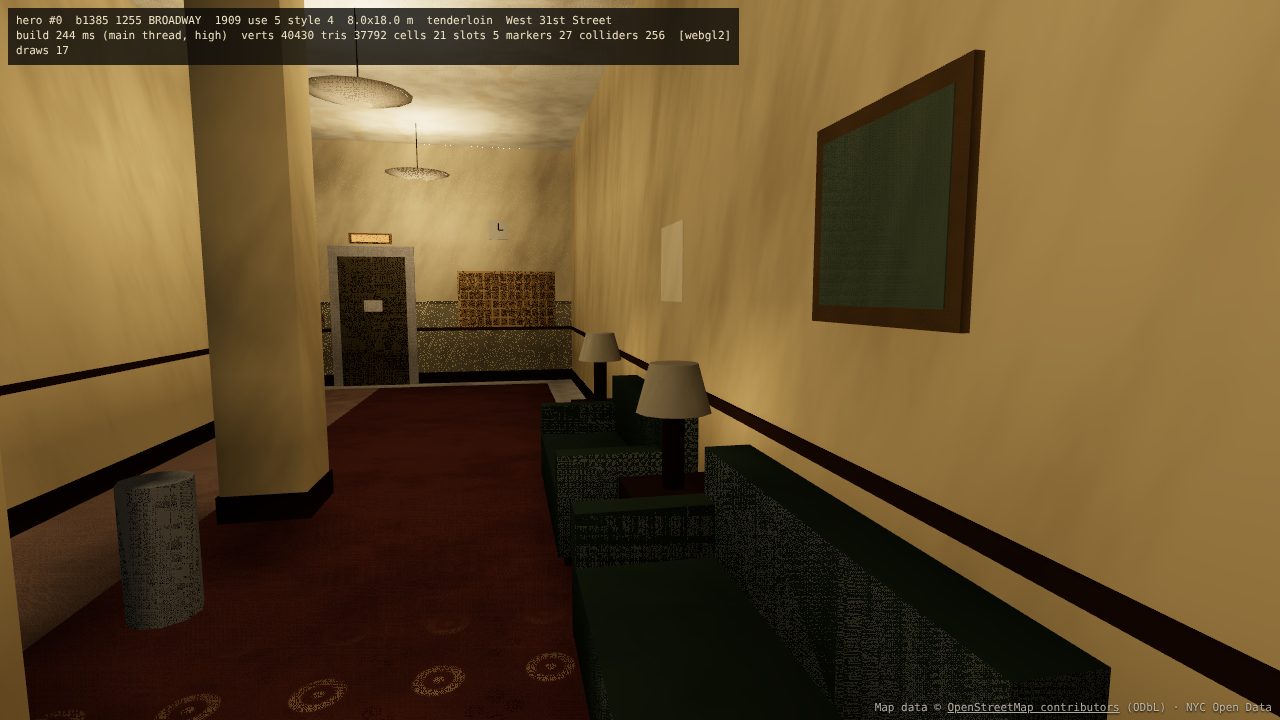 hero #0  b1385 1255 BROADWAY  1909 use 5 style 4  8.0x18.0 m  tenderloin  West 31st Street
build 244 ms (main thread, high)  verts 40430 tris 37792 cells 21 slots 5 markers 27 colliders 256  [webgl2]
draws 17
L
Map data © OpenStreetMap contributors (ODbL) · NYC Open Data